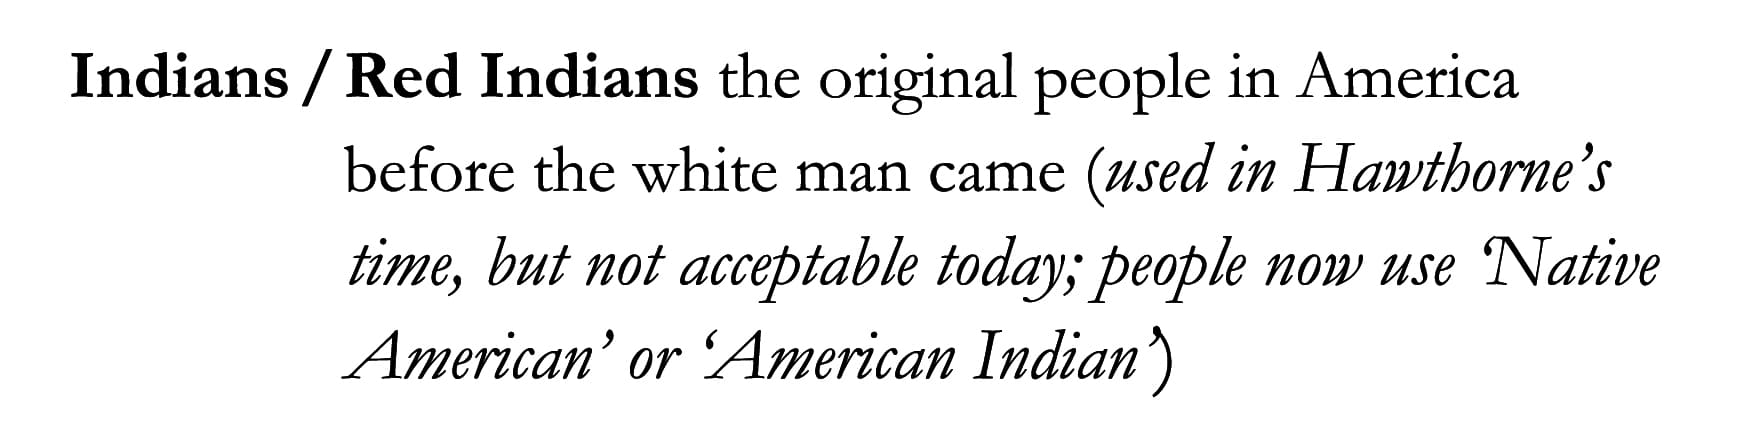 Indians / Red Indians the original people in America
before the white man came (used in Hawthorne’s
time, but not acceptable today; people now use ‘Native
American’ or ‘American Indian’)